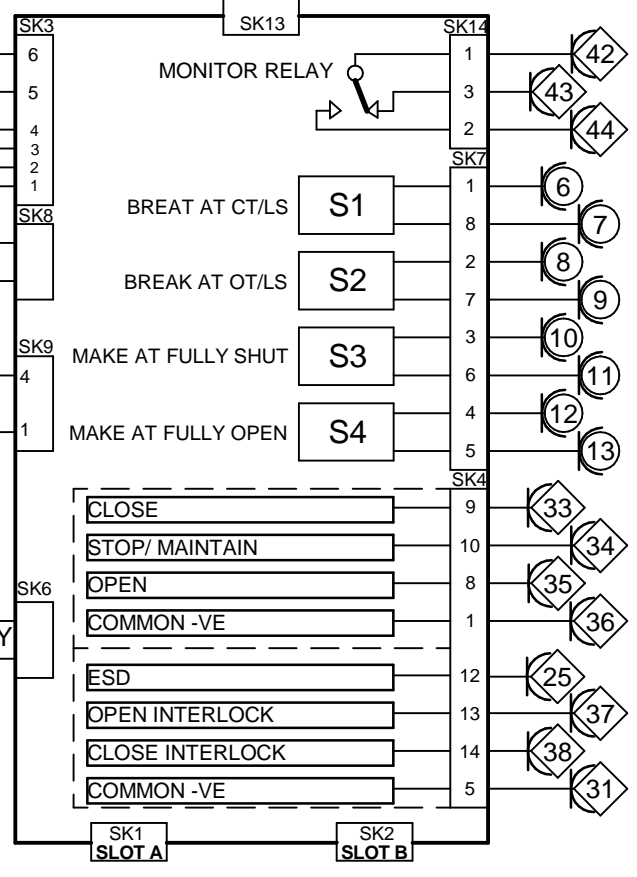 SK13
SK3
6
5
4
3
2
1
SK8
SK9
4
1
SK6
Y
MONITOR RELAY
SK14
1 42
3 43
2 44
SK7
BREAT AT CT/LS S1 1 6
8 7
BREAK AT OT/LS S2 2 8
7 9
MAKE AT FULLY SHUT S3 3 10
6 11
MAKE AT FULLY OPEN S4 4 12
5 13
SK4
CLOSE 9 33
STOP/ MAINTAIN 10 34
OPEN 8 35
COMMON -VE 1 36
ESD 12 25
OPEN INTERLOCK 13 37
CLOSE INTERLOCK 14 38
COMMON -VE 5 31
SK1
SLOT A
SK2
SLOT B